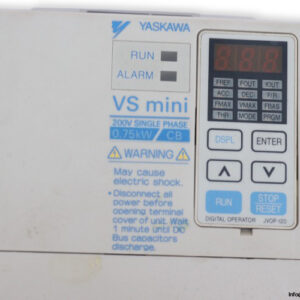 YASKAWA
RUN
ALARM
VS mini
200V SINGLE PHASE
0.75kW / CB
WARNING
May cause
electric shock.
• Disconnect all
power before
opening terminal
cover of unit. Wait
1 minute until DC
Bus capacitors
discharge.
FREF FOUT IOUT
ACC DEC F/R
FMAX VMAX FBAS
THR MODE PRGM
DSPL ENTER
RUN STOP
RESET
DIGITAL OPERATOR